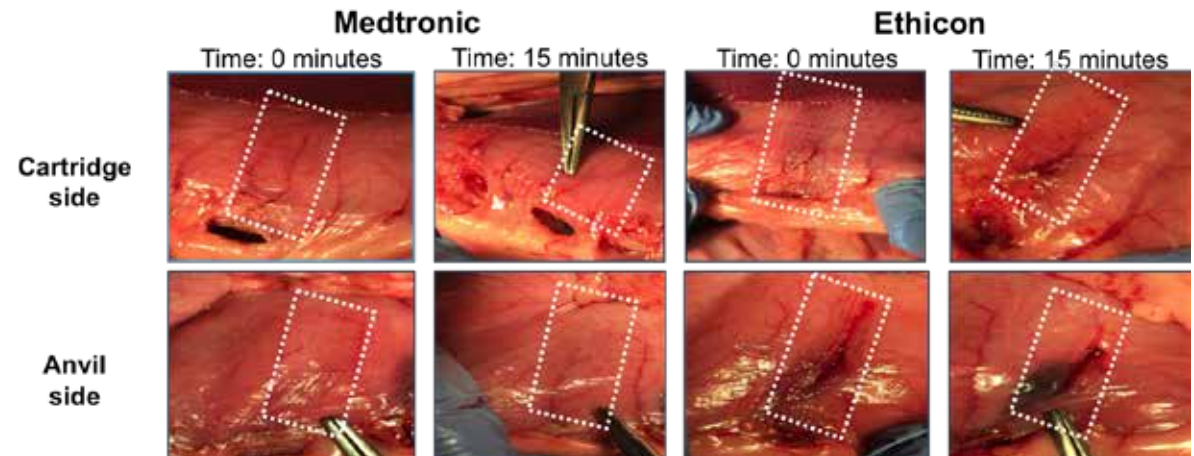 Medtronic
Ethicon
Time: 0 minutes
Time: 15 minutes
Time: 0 minutes
Time: 15 minutes
Cartridge
side
Anvil
side